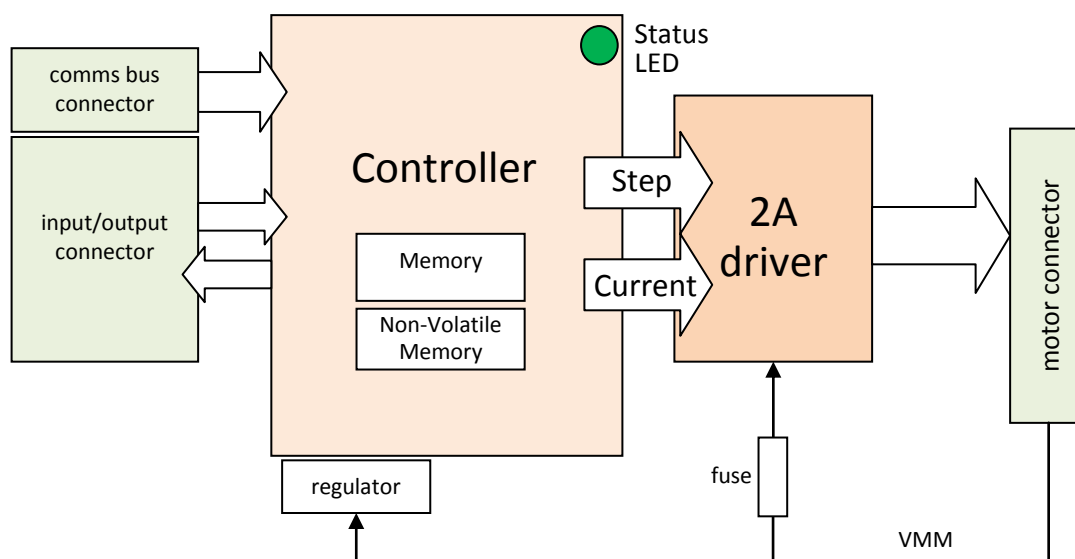 Status
LED
comms bus
connector
Controller
Step
2A
driver
input/output
connector
Memory
Current
Non-Volatile
Memory
motor connector
regulator
fuse
VMM